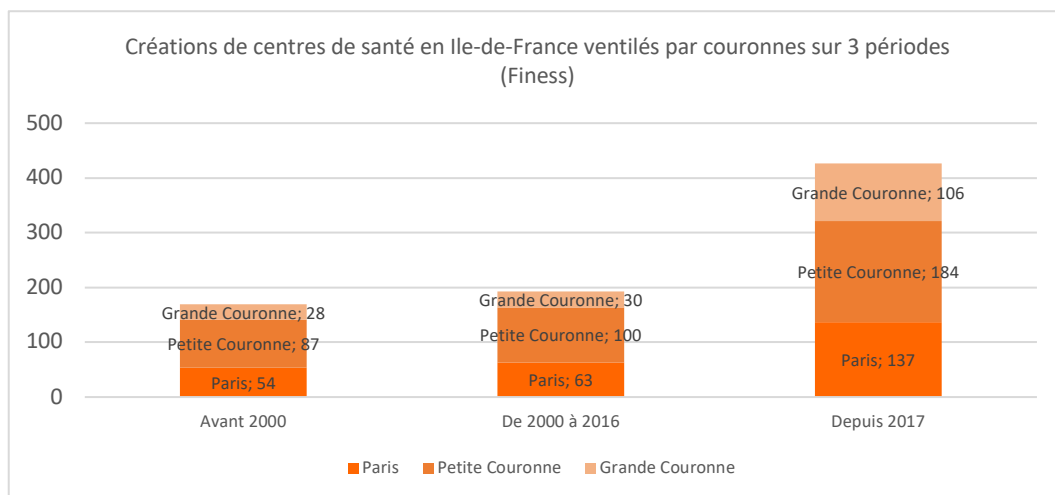 Créations de centres de santé en Ile-de-France ventilés par couronnes sur 3 périodes
(Finess)
500
400
300
200
100
0
Grande Couronne; 28
Petite Couronne; 87
Paris; 54
Grande Couronne; 30
Petite Couronne; 100
Paris; 63
Grande Couronne; 106
Petite Couronne; 184
Paris; 137
Avant 2000
De 2000 à 2016
Depuis 2017
Paris
Petite Couronne
Grande Couronne